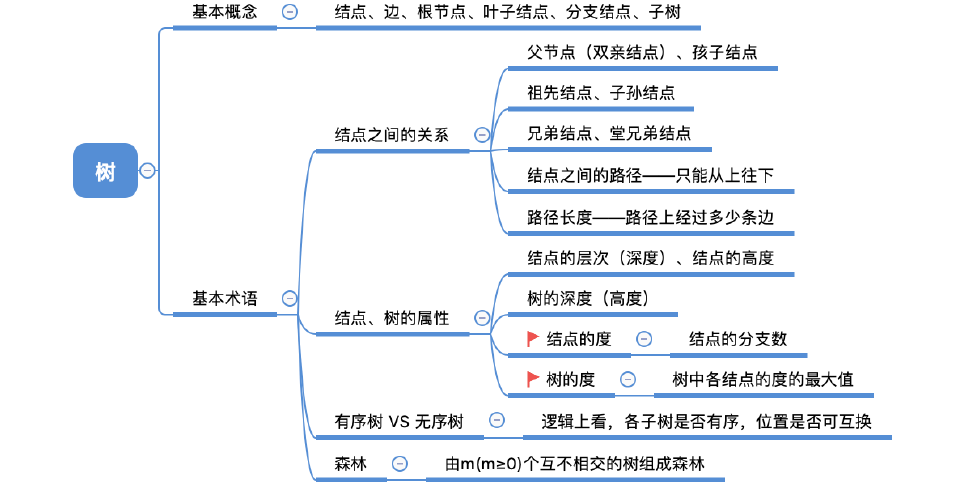 树
基本概念
结点、边、根节点、叶子结点、分支结点、子树
基本术语
结点之间的关系
父节点（双亲结点）、孩子结点
祖先结点、子孙结点
兄弟结点、堂兄弟结点
结点之间的路径——只能从上往下
路径长度——路径上经过多少条边
结点、树的属性
结点的层次（深度）、结点的高度
树的深度（高度）
结点的度
结点的分支数
树的度
树中各结点的度的最大值
有序树 VS 无序树
逻辑上看，各子树是否有序，位置是否可互换
森林
由m(m≥0)个互不相交的树组成森林